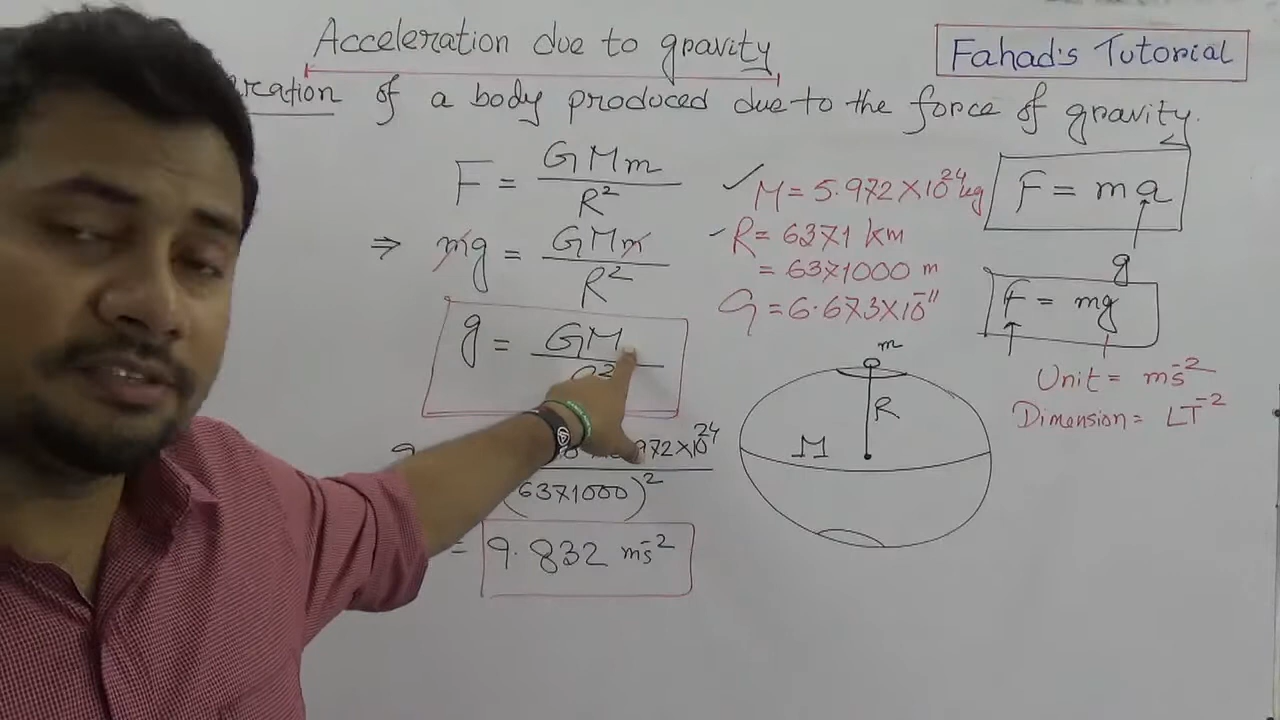 Acceleration due to gravity
Fahad's Tutorial
of a body produced due to the force of gravity.
F = GMm / R²
⇒ mg = GMm / R²
g = GM
972×10²⁴
(6371000)²
= 9.832 ms⁻²
✓ M = 5.972×10²⁴ kg
R = 6371 km
= 6371000 m
G = 6.673×10⁻¹¹
F = ma
g
F = mg
Unit = ms⁻²
Dimension = LT⁻²
m
R
M